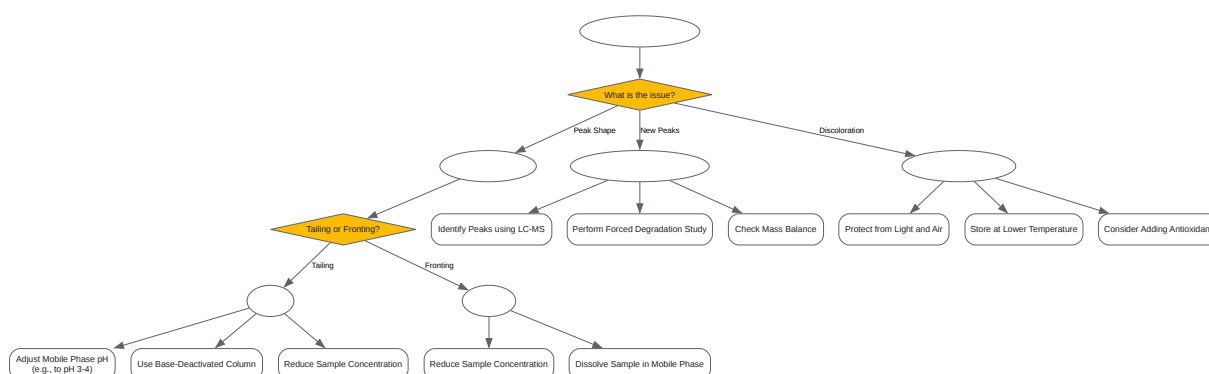 What is the issue?
Peak Shape
New Peaks
Discoloration
Tailing or Fronting?
Identify Peaks using LC-MS
Perform Forced Degradation Study
Check Mass Balance
Protect from Light and Air
Store at Lower Temperature
Consider Adding Antioxidan
Tailing
Fronting
Adjust Mobile Phase pH
(e.g., to pH 3-4)
Use Base-Deactivated Column
Reduce Sample Concentration
Reduce Sample Concentration
Dissolve Sample in Mobile Phase